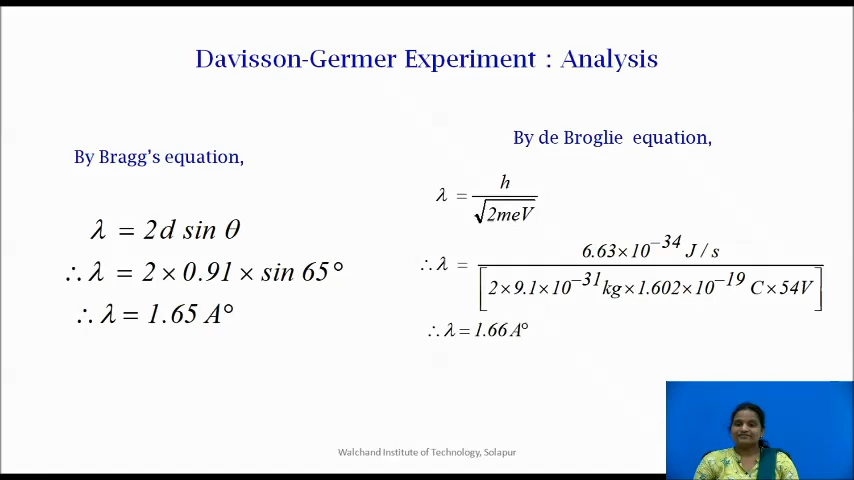 Davisson-Germer Experiment : Analysis
By Bragg's equation,
λ = 2d sin θ
∴ λ = 2 × 0.91 × sin 65°
∴ λ = 1.65 A°
By de Broglie equation,
λ = h / √2meV
∴ λ = 6.63×10⁻³⁴ J / s / [2×9.1×10⁻³¹kg×1.602×10⁻¹⁹ C×54V]
∴ λ = 1.66 A°
Walchand Institute of Technology, Solapur